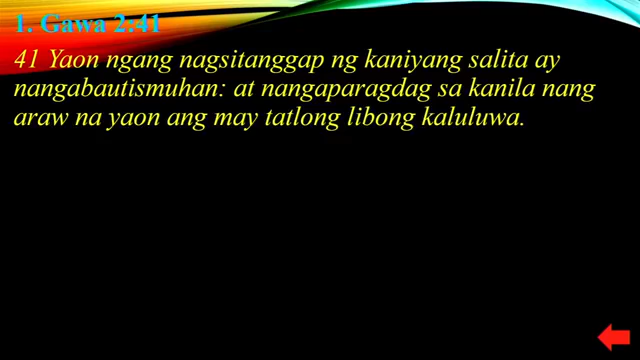 1. Gawa 2:41
41 Yaon ngang nagsitanggap ng kaniyang salita ay
nangabautismuhan: at nangaparagdag sa kanila nang
araw na yaon ang may tatlong libong kaluluwa.